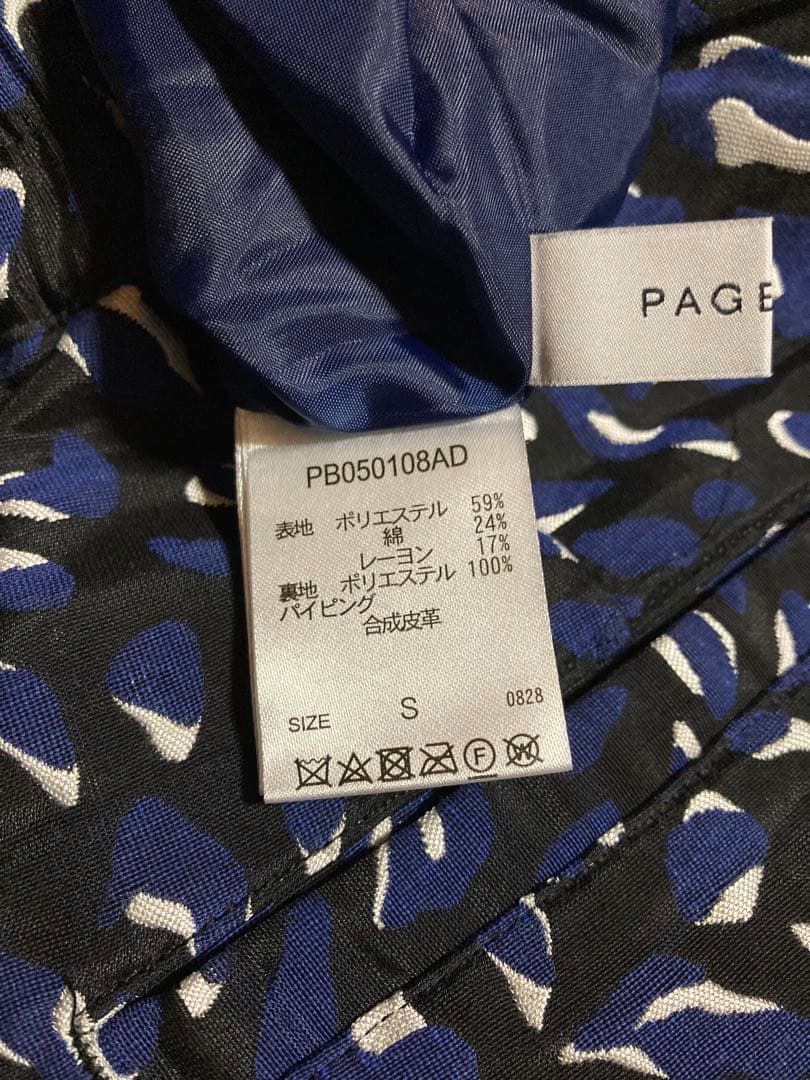 PAGE
PB050108AD
表地 ポリエステル 59%
綿 24%
レーヨン 17%
裏地 ポリエステル 100%
パイピング
合成皮革
SIZE S 0828
F
W